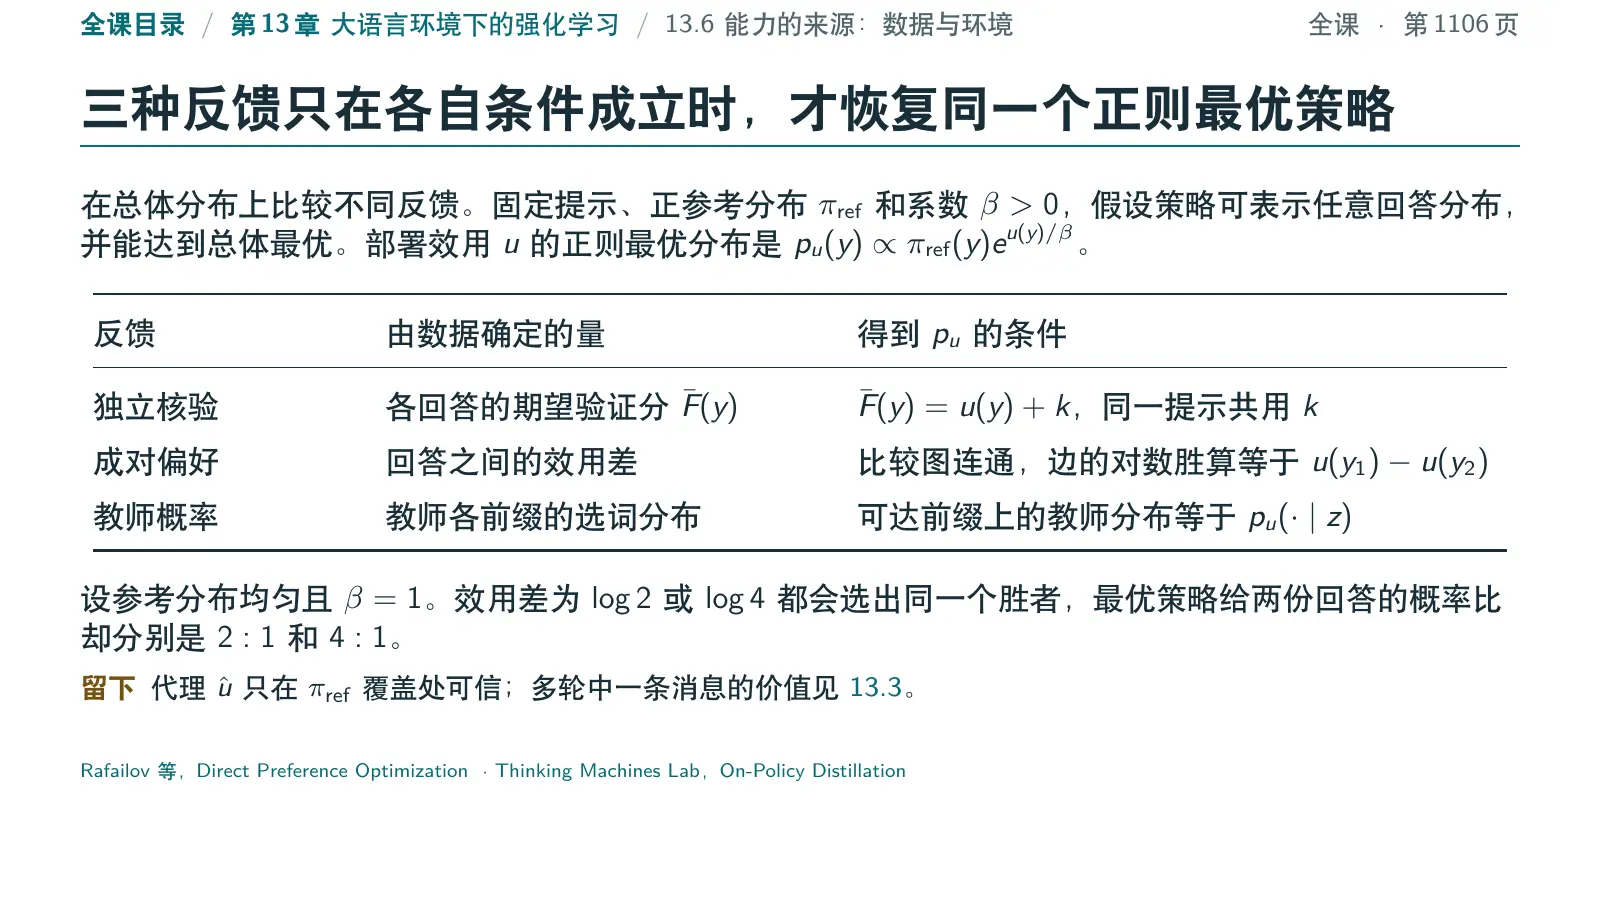 全课目录 / 第 13 章 大语言环境下的强化学习 / 13.6 能力的来源：数据与环境
全课 · 第 1106 页
三种反馈只在各自条件成立时，才恢复同一个正则最优策略
在总体分布上比较不同反馈。固定提示、正参考分布 π_ref 和系数 β > 0，假设策略可表示任意回答分布，
并能达到总体最优。部署效用 u 的正则最优分布是 p_u(y) ∝ π_ref(y)e^{u(y)/β}。
反馈 由数据确定的量 得到 p_u 的条件
独立核验 各回答的期望验证分 F̄(y) F̄(y) = u(y) + k，同一提示共用 k
成对偏好 回答之间的效用差 比较图连通，边的对数胜算等于 u(y₁) − u(y₂)
教师概率 教师各前缀的选词分布 可达前缀上的教师分布等于 p_u(· | z)
设参考分布均匀且 β = 1。效用差为 log 2 或 log 4 都会选出同一个胜者，最优策略给两份回答的概率比
却分别是 2 : 1 和 4 : 1。
留下 代理 û 只在 π_ref 覆盖处可信；多轮中一条消息的价值见 13.3。
Rafailov 等，Direct Preference Optimization · Thinking Machines Lab，On-Policy Distillation